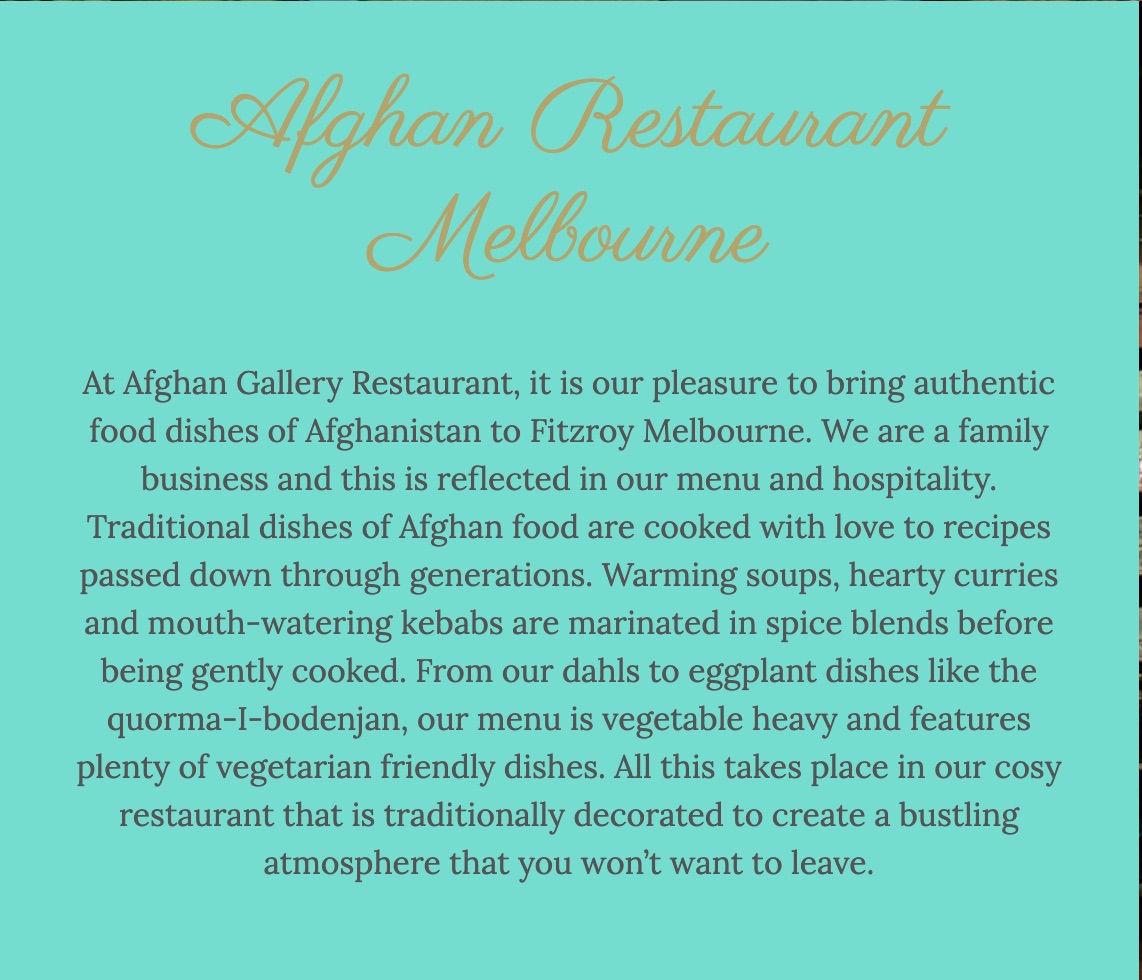 Afghan Restaurant
Melbourne
At Afghan Gallery Restaurant, it is our pleasure to bring authentic
food dishes of Afghanistan to Fitzroy Melbourne. We are a family
business and this is reflected in our menu and hospitality.
Traditional dishes of Afghan food are cooked with love to recipes
passed down through generations. Warming soups, hearty curries
and mouth-watering kebabs are marinated in spice blends before
being gently cooked. From our dahls to eggplant dishes like the
quorma-I-bodenjan, our menu is vegetable heavy and features
plenty of vegetarian friendly dishes. All this takes place in our cosy
restaurant that is traditionally decorated to create a bustling
atmosphere that you won’t want to leave.